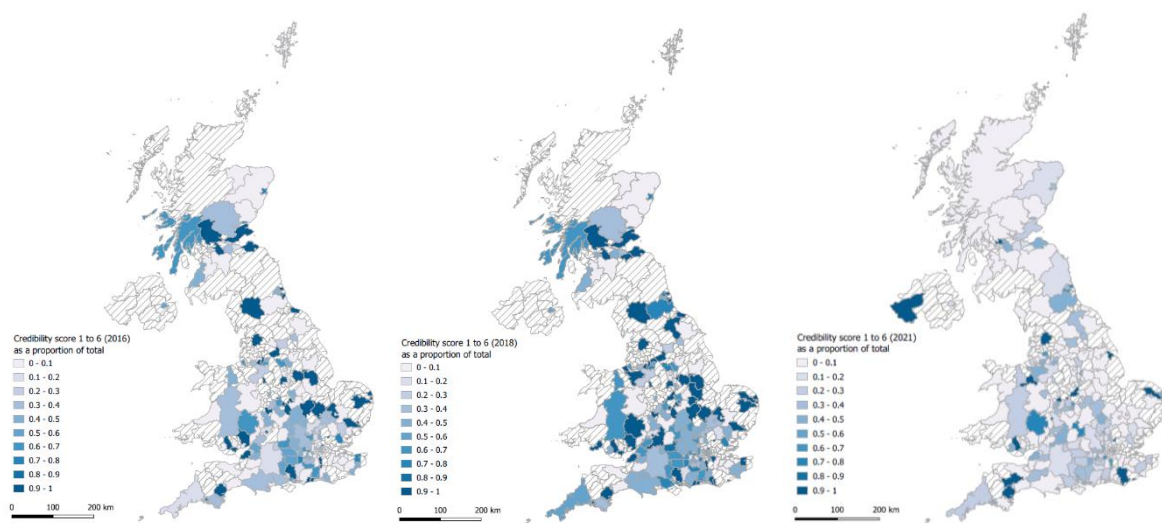 Credibility score 1 to 6 (2016)
as a proportion of total
0 - 0.1
0.1 - 0.2
0.2 - 0.3
0.3 - 0.4
0.4 - 0.5
0.5 - 0.6
0.6 - 0.7
0.7 - 0.8
0.8 - 0.9
0.9 - 1
0 100 200 km
Credibility score 1 to 6 (2018)
as a proportion of total
0 - 0.1
0.1 - 0.2
0.2 - 0.3
0.3 - 0.4
0.4 - 0.5
0.5 - 0.6
0.6 - 0.7
0.7 - 0.8
0.8 - 0.9
0.9 - 1
0 100 200 km
Credibility score 1 to 6 (2021)
as a proportion of total
0 - 0.1
0.1 - 0.2
0.2 - 0.3
0.3 - 0.4
0.4 - 0.5
0.5 - 0.6
0.6 - 0.7
0.7 - 0.8
0.8 - 0.9
0.9 - 1
0 100 200 km